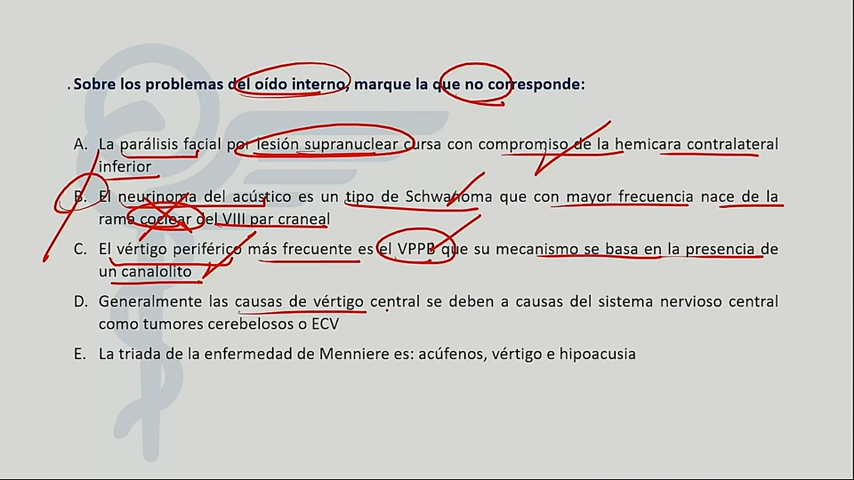 . Sobre los problemas del oído interno, marque la que no corresponde:
A. La parálisis facial por lesión supranuclear cursa con compromiso de la hemicara contralateral
inferior
B. El neurinoma del acústico es un tipo de Schwanoma que con mayor frecuencia nace de la
rama coclear del VIII par craneal
C. El vértigo periférico más frecuente es el VPPB que su mecanismo se basa en la presencia de
un canalolito
D. Generalmente las causas de vértigo central se deben a causas del sistema nervioso central
como tumores cerebelosos o ECV
E. La triada de la enfermedad de Menniere es: acúfenos, vértigo e hipoacusia